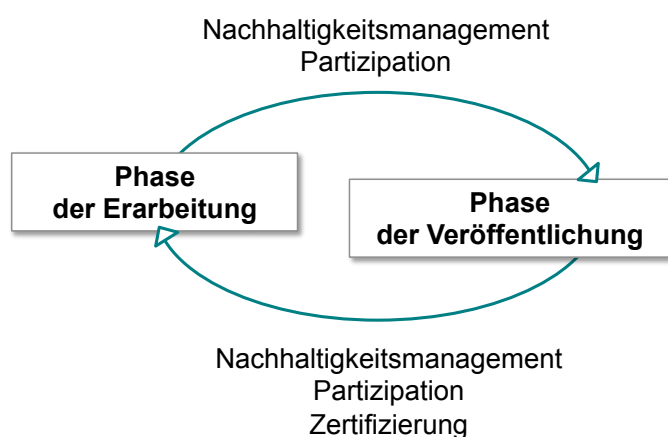 Nachhaltigkeitsmanagement
Partizipation
Phase
der Erarbeitung
Phase
der Veröffentlichung
Nachhaltigkeitsmanagement
Partizipation
Zertifizierung